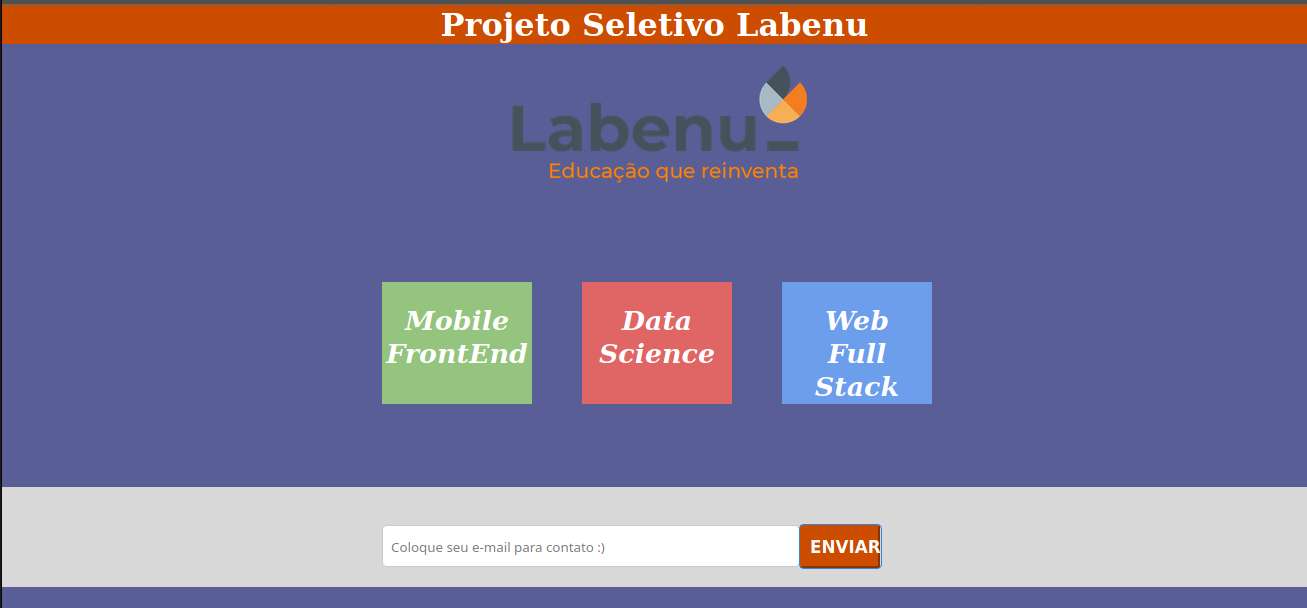 Projeto Seletivo Labenu
Labenu_
Educação que reinventa
Mobile
FrontEnd
Data
Science
Web
Full
Stack
Coloque seu e-mail para contato :)
ENVIAR